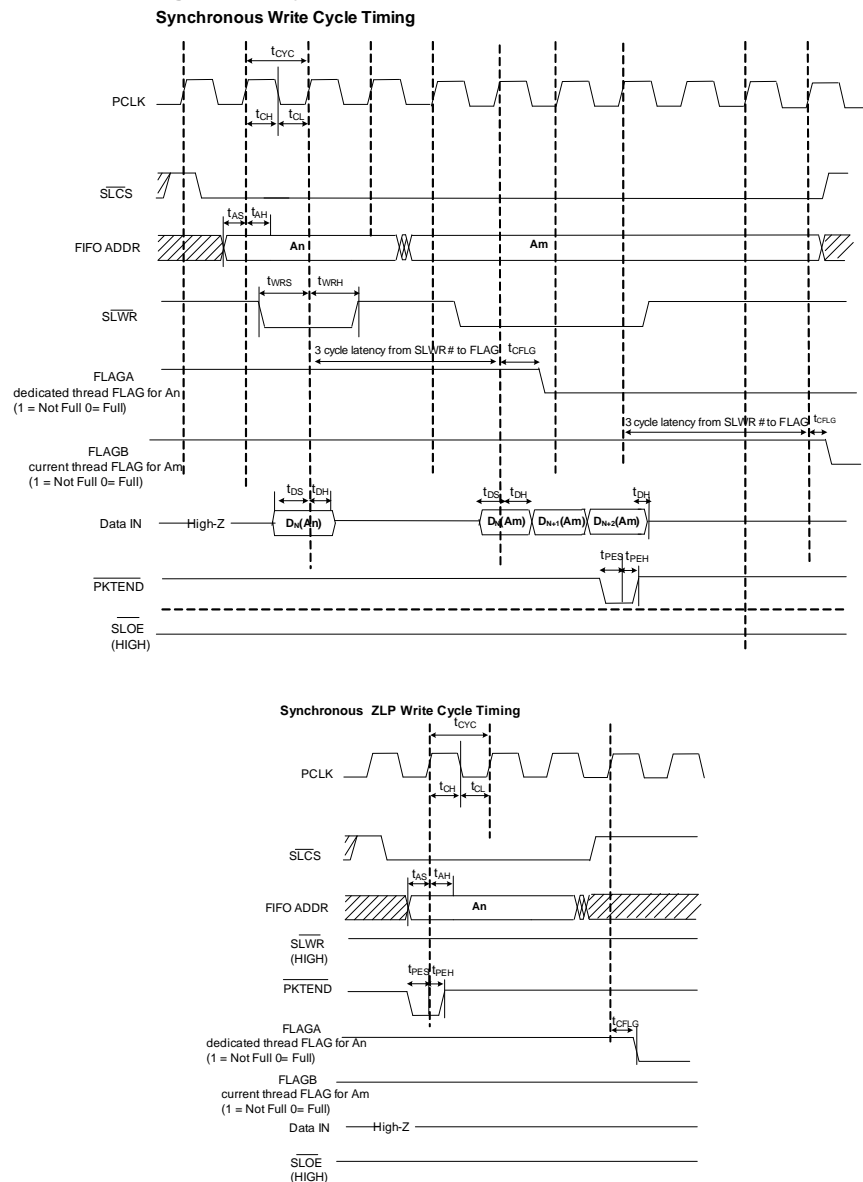 Synchronous Write Cycle Timing
tCYC
PCLK
tCH tCL
SLCS
tAS tAH
FIFO ADDR An Am
tWRS tWRH
SLWR
3 cycle latency from SLWR # to FLAG tCFLG
FLAGA
dedicated thread FLAG for An
(1 = Not Full 0= Full)
3 cycle latency from SLWR # to FLAG tCFLG
FLAGB
current thread FLAG for Am
(1 = Not Full 0= Full)
tDS tDH tDS tDH tDH
Data IN High-Z DN(An) DN(Am) DN+1(Am) DN+2(Am)
tPES tPEH
PKTEND
SLOE
(HIGH)
Synchronous ZLP Write Cycle Timing
tCYC
PCLK
tCH tCL
SLCS
tAS tAH
FIFO ADDR An
SLWR
(HIGH)
tPES tPEH
PKTEND
FLAGA tCFLG
dedicated thread FLAG for An
(1 = Not Full 0= Full)
FLAGB
current thread FLAG for Am
(1 = Not Full 0= Full)
Data IN High-Z
SLOE
(HIGH)